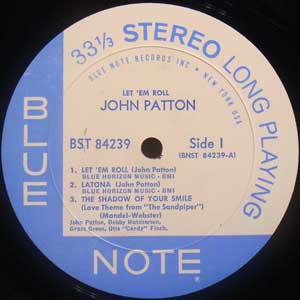 33⅓ STEREO LONG PLAYING
BLUE NOTE RECORDS INC • NEW YORK USA
LET 'EM ROLL
JOHN PATTON
BST 84239 Side 1
(BNST 84239-A)
1. LET 'EM ROLL (John Patton)
BLUE HORIZON MUSIC - BMI
2. LATONA (John Patton)
BLUE HORIZON MUSIC - BMI
3. THE SHADOW OF YOUR SMILE
(Love Theme from "The Sandpiper")
(Mandel-Webster)
John Patton, Bobby Hutcherson,
Grant Green, Otis "Candy" Finch.
BLUE
NOTE